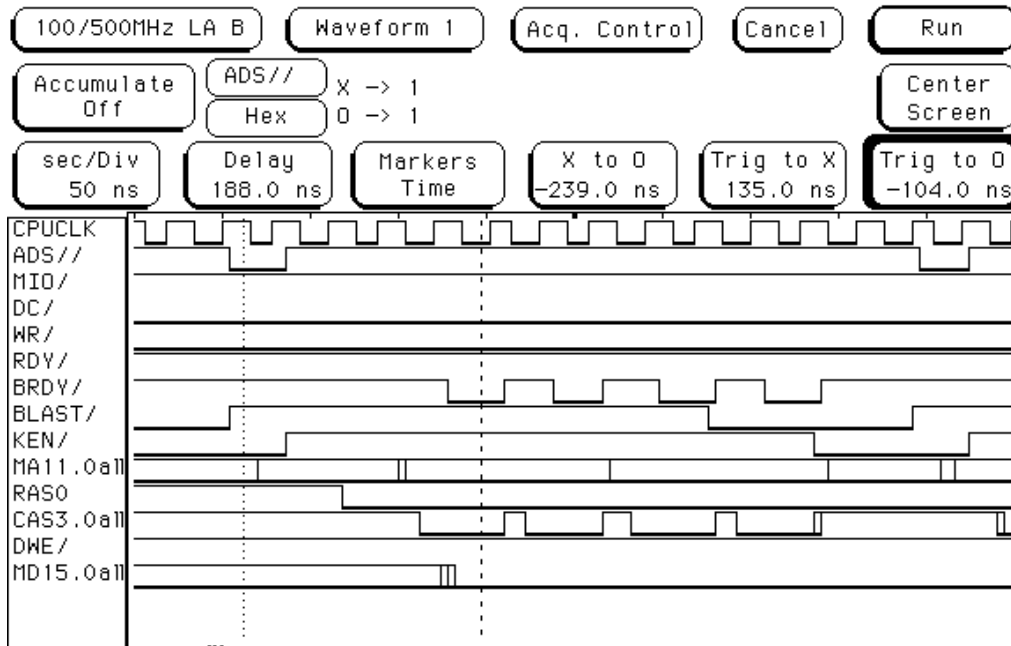 100/500MHz LA B Waveform 1 Acq. Control Cancel Run
Accumulate Off ADS// X -> 1 Center Screen
Hex O -> 1
sec/Div Delay Markers X to O Trig to X Trig to O
50 ns 188.0 ns Time -239.0 ns 135.0 ns -104.0 ns
CPUCLK
ADS//
MIO/
DC/
WR/
RDY/
BRDY/
BLAST/
KEN/
MA11.0all
RAS0
CAS3.0all
DWE/
MD15.0all